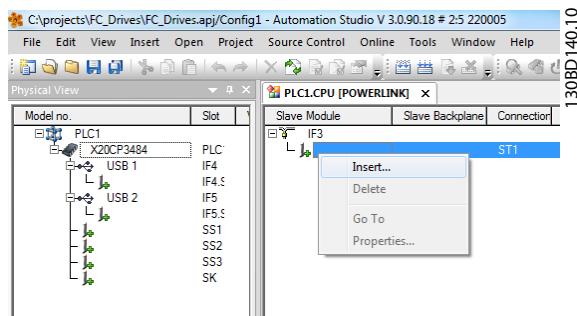 C:\projects\FC_Drives\FC_Drives.apj/Config1 - Automation Studio V 3.0.90.18 # 2:5 220005
File Edit View Insert Open Project Source Control Online Tools Window Help
Physical View
PLC1.CPU [POWERLINK] x
Model no. Slot
Slave Module Slave Backplane Connection
PLC1
IF3
X20CP3484 PLC
ST1
USB 1 IF4
IF4.S
USB 2 IF5
IF5.S
SS1
SS2
SS3
SK
Insert...
Delete
Go To
Properties...
130BD140.10